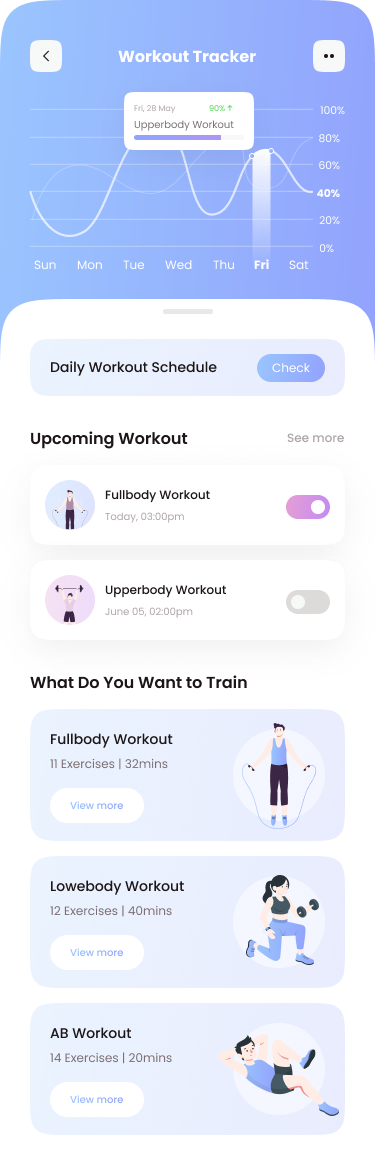 Workout Tracker
Fri, 28 May 90% ↑
Upperbody Workout
100%
80%
60%
40%
20%
0%
Sun Mon Tue Wed Thu Fri Sat
Daily Workout Schedule Check
Upcoming Workout See more
Fullbody Workout
Today, 03:00pm
Upperbody Workout
June 05, 02:00pm
What Do You Want to Train
Fullbody Workout
11 Exercises | 32mins
View more
Lowebody Workout
12 Exercises | 40mins
View more
AB Workout
14 Exercises | 20mins
View more